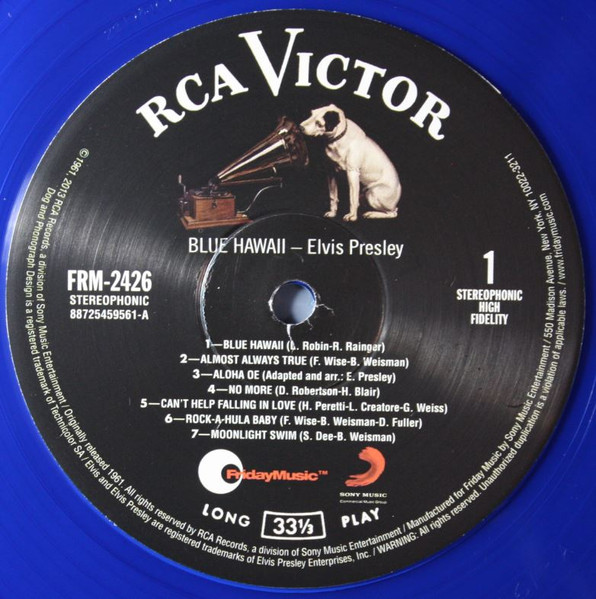 RCA VICTOR
BLUE HAWAII – Elvis Presley
FRM-2426
STEREOPHONIC
88725459561-A
1
STEREOPHONIC
HIGH
FIDELITY
1—BLUE HAWAII (L. Robin-R. Rainger)
2—ALMOST ALWAYS TRUE (F. Wise-B. Weisman)
3—ALOHA OE (Adapted and arr.: E. Presley)
4—NO MORE (D. Robertson-H. Blair)
5—CAN'T HELP FALLING IN LOVE (H. Peretti-L. Creatore-G. Weiss)
6—ROCK-A-HULA BABY (F. Wise-B. Weisman-D. Fuller)
7—MOONLIGHT SWIM (S. Dee-B. Weisman)
FridayMusic™
SONY MUSIC
Commercial Music Group
LONG 33⅓ PLAY
© 1961, 2013 RCA Records, a division of Sony Music Entertainment / Originally released 1961. All rights reserved by RCA Records, a division of Sony Music Entertainment / Manufactured for Friday Music by Sony Music Entertainment / 550 Madison Avenue, New York, NY 10022-3211
Dog and Phonograph Design is a registered trademark of Technicolor SA / Elvis and Elvis Presley are registered trademarks of Elvis Presley Enterprises, Inc. / WARNING: All rights reserved. Unauthorized duplication is a violation of applicable laws. / www.fridaymusic.com